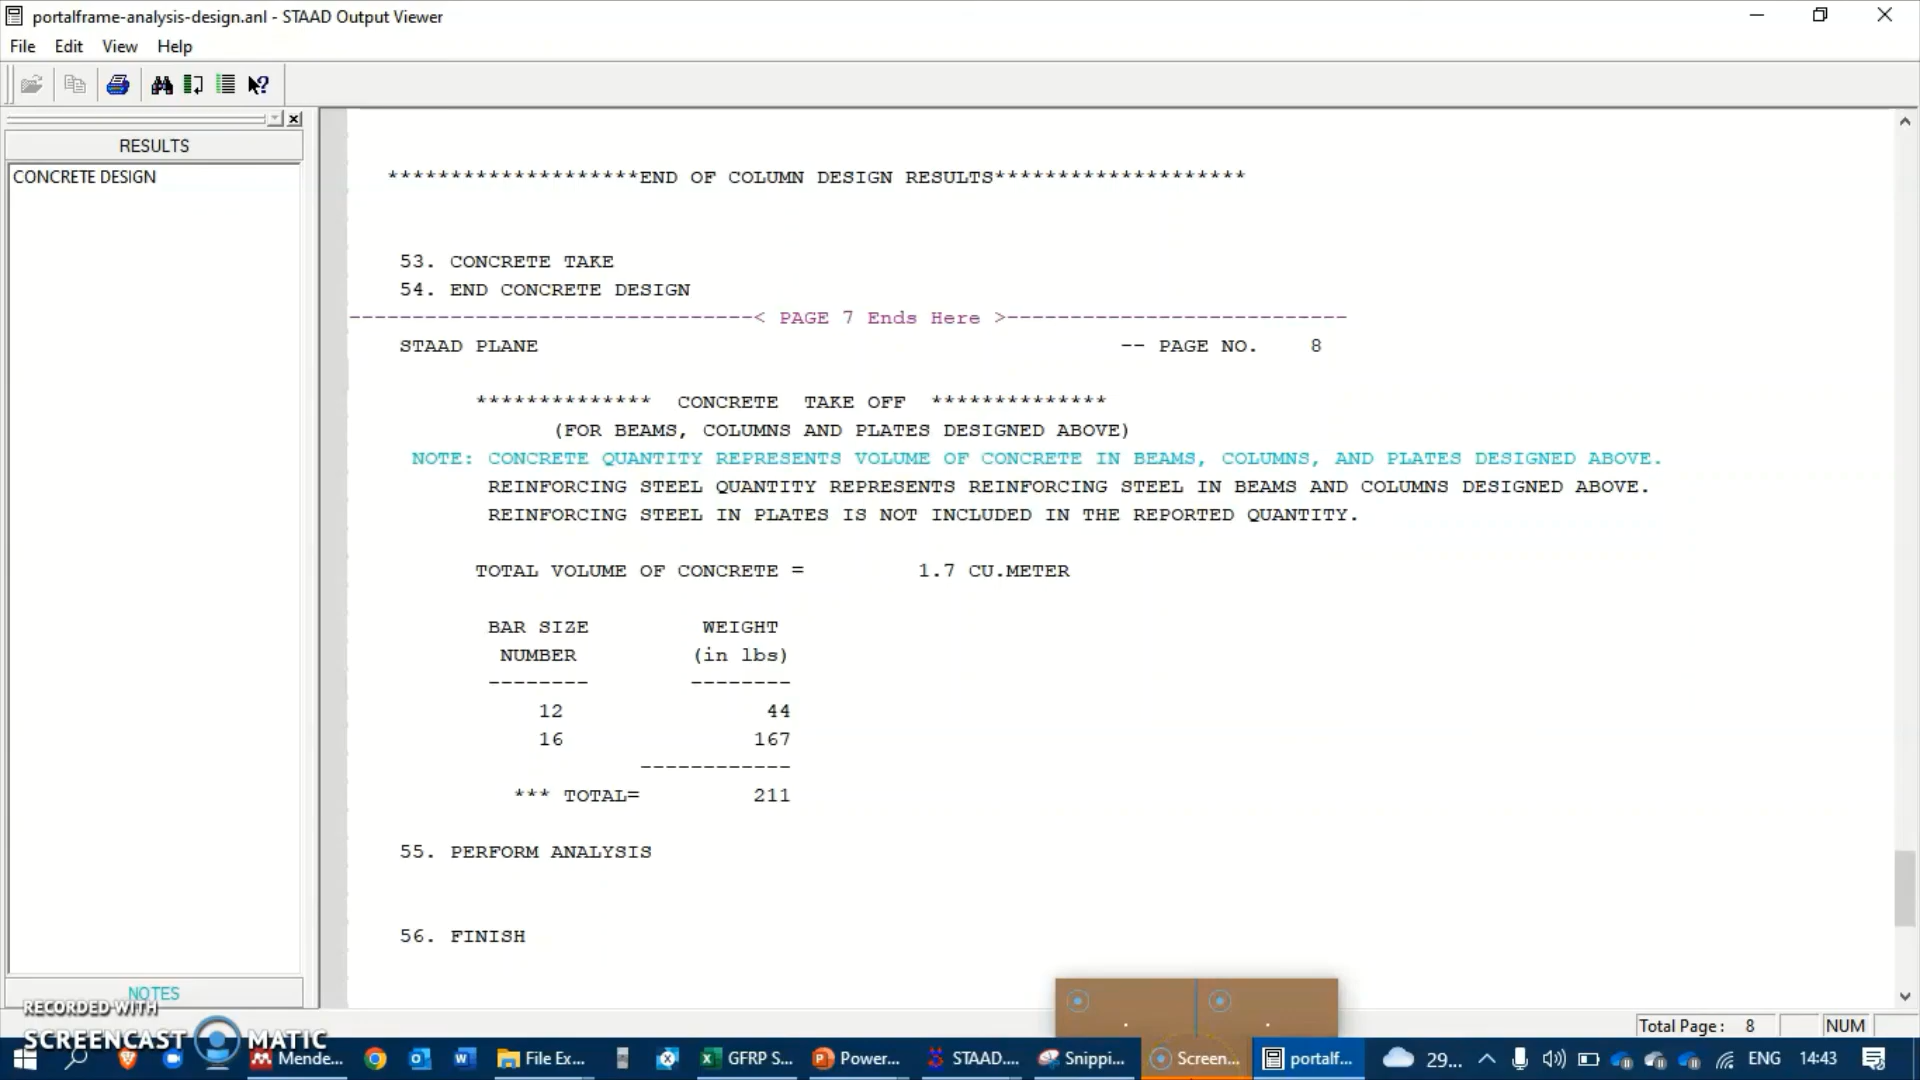 portalframe-analysis-design.anl - STAAD Output Viewer
File Edit View Help
RESULTS
CONCRETE DESIGN
NOTES
********************END OF COLUMN DESIGN RESULTS********************
53. CONCRETE TAKE
54. END CONCRETE DESIGN
--------------------------------< PAGE 7 Ends Here >---------------------------
STAAD PLANE -- PAGE NO. 8
************** CONCRETE TAKE OFF **************
(FOR BEAMS, COLUMNS AND PLATES DESIGNED ABOVE)
NOTE: CONCRETE QUANTITY REPRESENTS VOLUME OF CONCRETE IN BEAMS, COLUMNS, AND PLATES DESIGNED ABOVE.
REINFORCING STEEL QUANTITY REPRESENTS REINFORCING STEEL IN BEAMS AND COLUMNS DESIGNED ABOVE.
REINFORCING STEEL IN PLATES IS NOT INCLUDED IN THE REPORTED QUANTITY.
TOTAL VOLUME OF CONCRETE = 1.7 CU.METER
BAR SIZE WEIGHT
NUMBER (in lbs)
-------- --------
12 44
16 167
------------
*** TOTAL= 211
55. PERFORM ANALYSIS
56. FINISH
Total Page: 8 NUM
RECORDED WITH
SCREENCAST MATIC
Mende... File Ex... GFRP S... Power... STAAD.... Snippi... Screen... portalf... 29... ENG 14:43